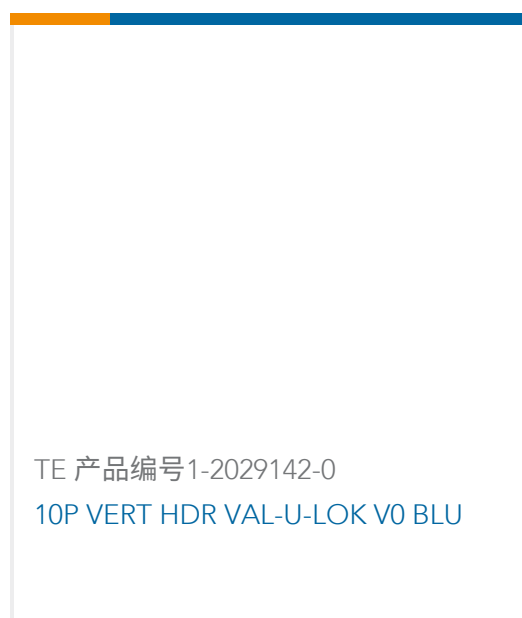 TE 产品编号1-2029142-0
10P VERT HDR VAL-U-LOK V0 BLU